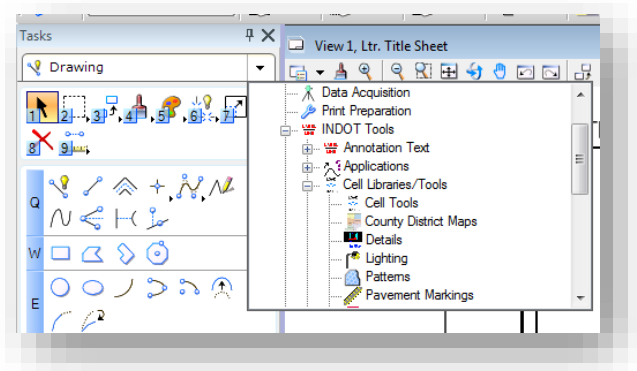 Tasks
View 1, Ltr. Title Sheet
Drawing
Data Acquisition
Print Preparation
INDOT Tools
Annotation Text
Applications
Cell Libraries/Tools
Cell Tools
County District Maps
Details
Lighting
Patterns
Pavement Markings
1 2 3 4 5 6 7
8 9
Q
W
E